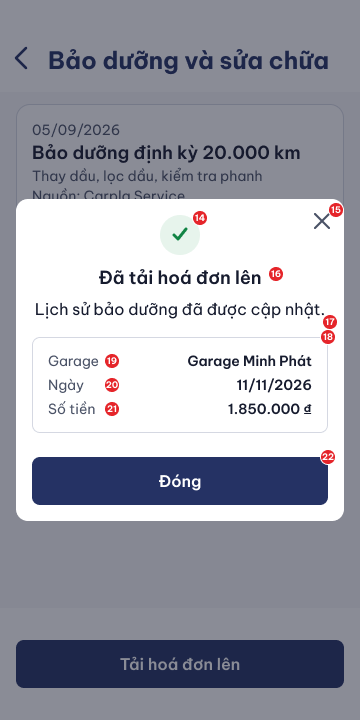 Bảo dưỡng và sửa chữa
05/09/2026
Bảo dưỡng định kỳ 20.000 km
Thay dầu, lọc dầu, kiểm tra phanh
Nguồn: Carpla Service
15
14
Đã tải hoá đơn lên 16
Lịch sử bảo dưỡng đã được cập nhật.
17
18
Garage 19 Garage Minh Phát
Ngày 20 11/11/2026
Số tiền 21 1.850.000 ₫
22
Đóng
Tải hoá đơn lên